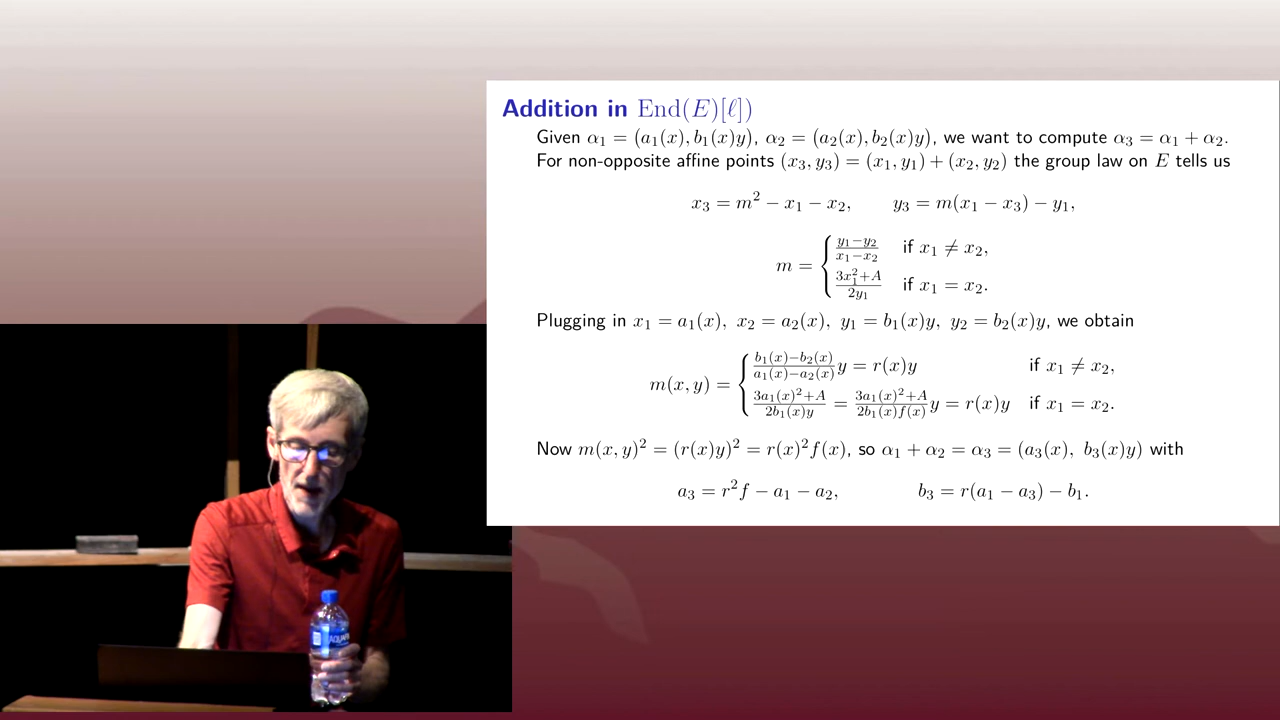 Addition in End(E)[ℓ])
Given α₁ = (a₁(x), b₁(x)y), α₂ = (a₂(x), b₂(x)y), we want to compute α₃ = α₁ + α₂.
For non-opposite affine points (x₃, y₃) = (x₁, y₁) + (x₂, y₂) the group law on E tells us
x₃ = m² − x₁ − x₂, y₃ = m(x₁ − x₃) − y₁,
m = { (y₁−y₂)/(x₁−x₂) if x₁ ≠ x₂,
(3x₁²+A)/(2y₁) if x₁ = x₂.
Plugging in x₁ = a₁(x), x₂ = a₂(x), y₁ = b₁(x)y, y₂ = b₂(x)y, we obtain
m(x, y) = { (b₁(x)−b₂(x))/(a₁(x)−a₂(x)) y = r(x)y if x₁ ≠ x₂,
(3a₁(x)²+A)/(2b₁(x)y) = (3a₁(x)²+A)/(2b₁(x)f(x)) y = r(x)y if x₁ = x₂.
Now m(x, y)² = (r(x)y)² = r(x)²f(x), so α₁ + α₂ = α₃ = (a₃(x), b₃(x)y) with
a₃ = r²f − a₁ − a₂, b₃ = r(a₁ − a₃) − b₁.